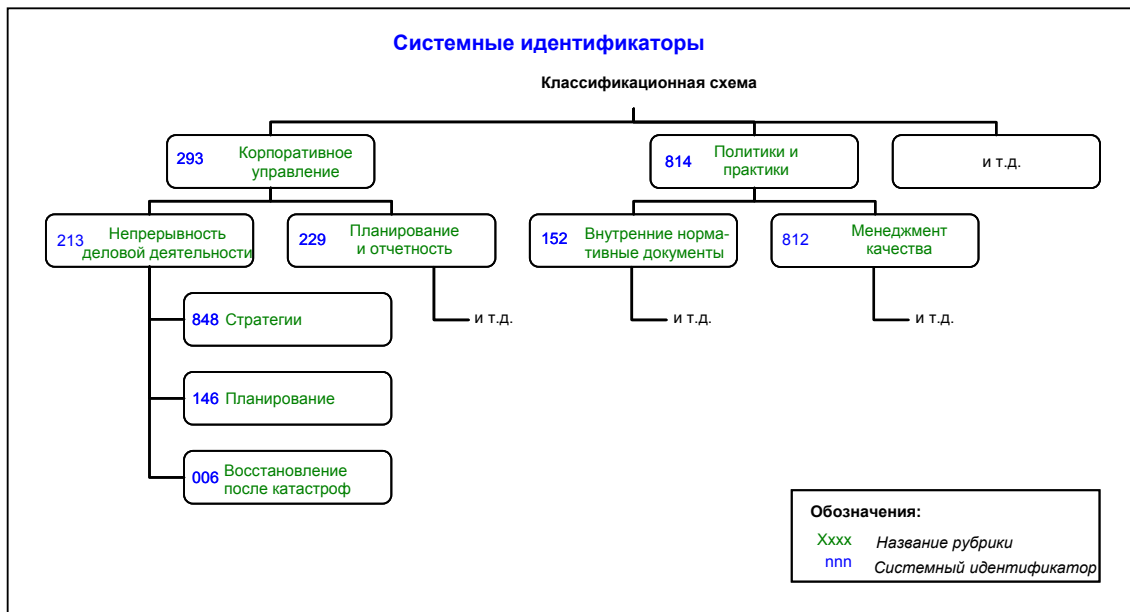 Системные идентификаторы
Классификационная схема
293 Корпоративное
управление
814 Политики и
практики
и т.д.
213 Непрерывность
деловой деятельности
229 Планирование
и отчетность
152 Внутренние норма-
тивные документы
812 Менеджмент
качества
848 Стратегии
и т.д.
и т.д.
и т.д.
146 Планирование
006 Восстановление
после катастроф
Обозначения:
Xxxx Название рубрики
nnn Системный идентификатор